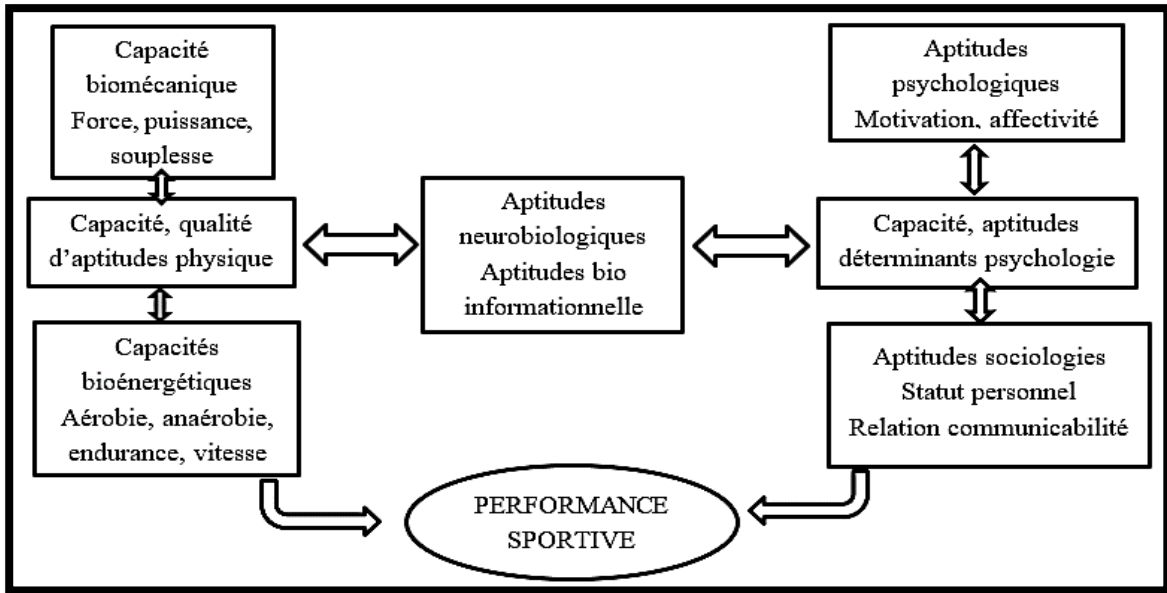 Capacité
biomécanique
Force, puissance,
souplesse
Capacité, qualité
d'aptitudes physique
Capacités
bioénergétiques
Aérobie, anaérobie,
endurance, vitesse
Aptitudes
neurobiologiques
Aptitudes bio
informationnelle
Aptitudes
psychologiques
Motivation, affectivité
Capacité, aptitudes
déterminants psychologie
Aptitudes sociologies
Statut personnel
Relation communicabilité
PERFORMANCE
SPORTIVE